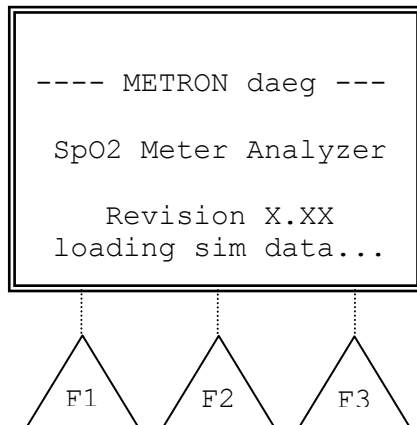 ---- METRON daeg ---
SpO2 Meter Analyzer
Revision X.XX
loading sim data...
F1 F2 F3